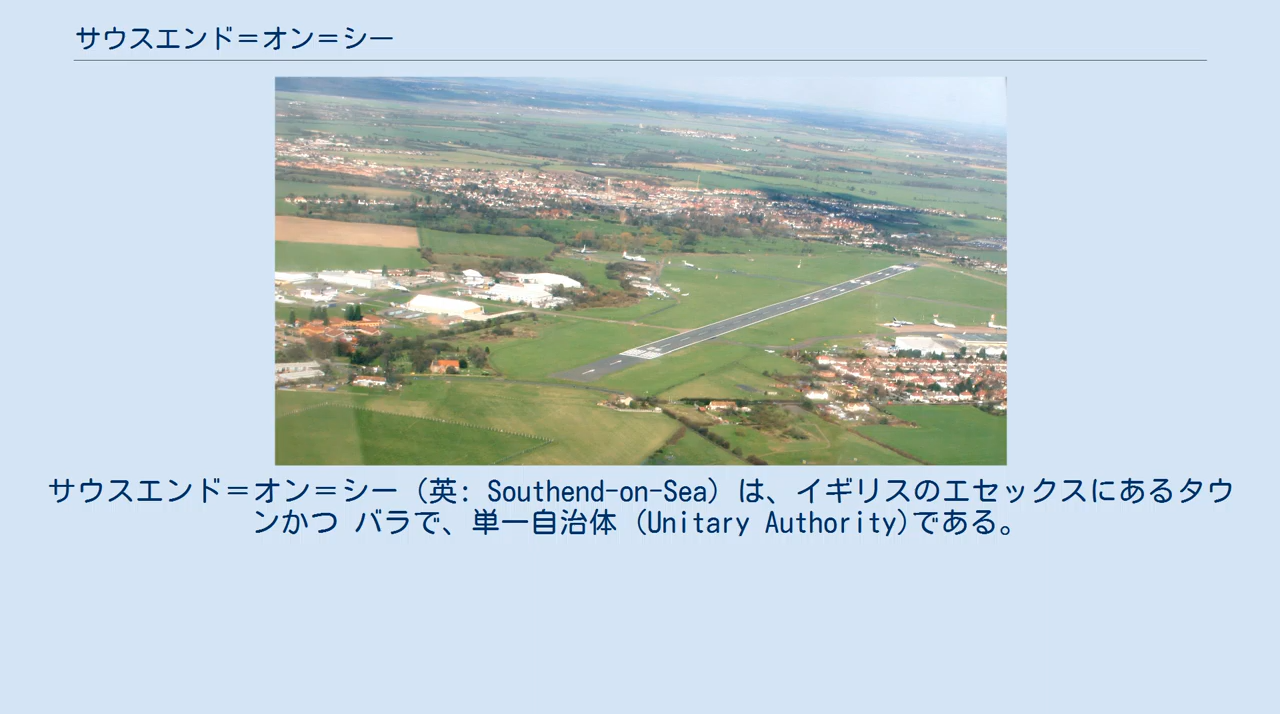 サウスエンド＝オン＝シー
サウスエンド＝オン＝シー (英: Southend-on-Sea) は、イギリスのエセックスにあるタウ
ンかつ バラで、単一自治体 (Unitary Authority)である。